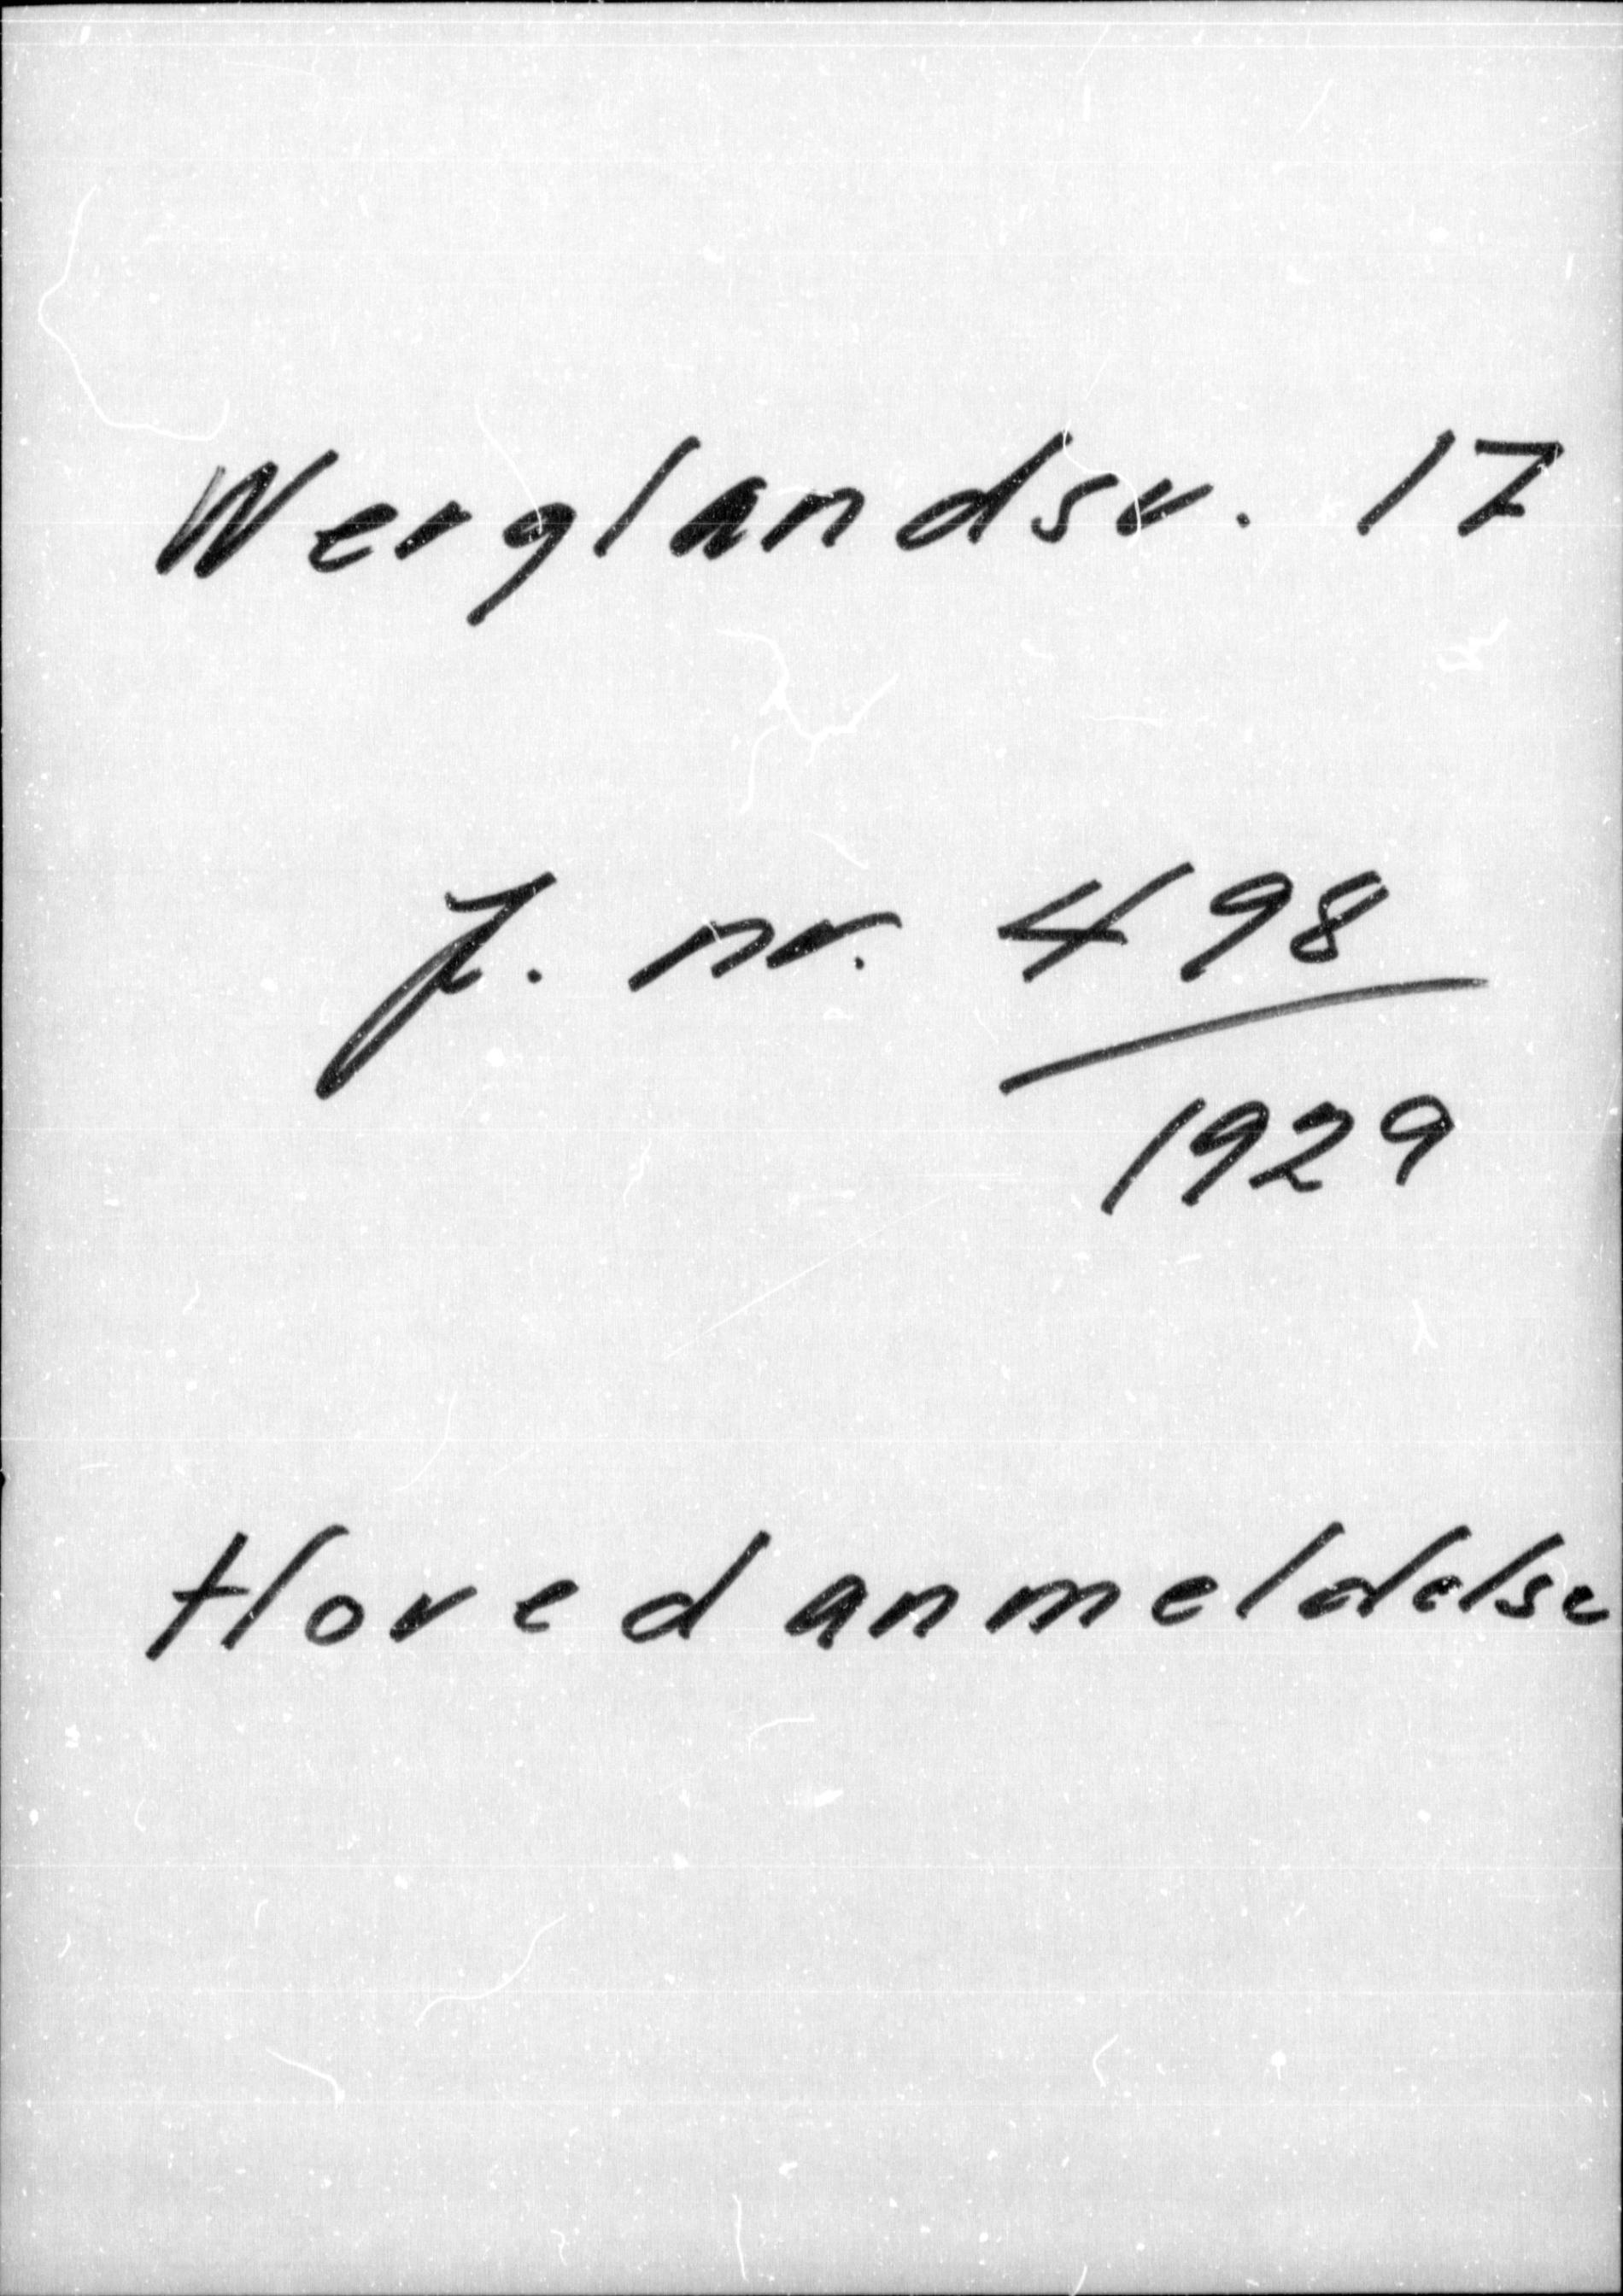 Werglandsv. 17
J. nr. 498
1929
Hovedanmeldelse